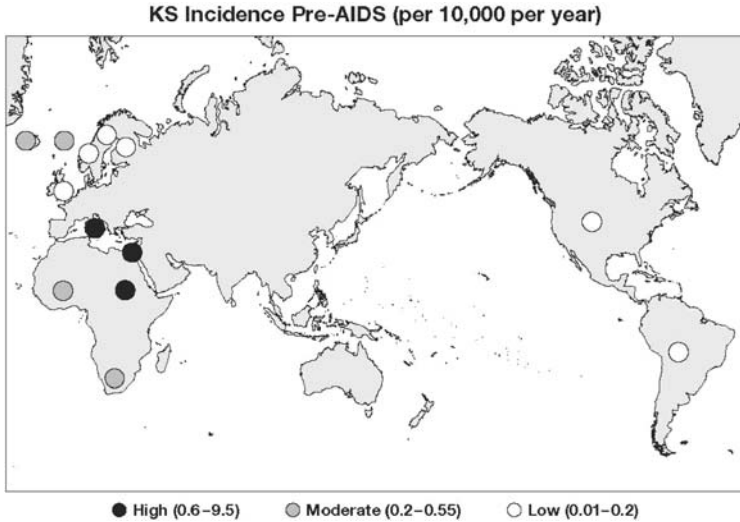 KS Incidence Pre-AIDS (per 10,000 per year)
High (0.6–9.5) Moderate (0.2–0.55) Low (0.01–0.2)